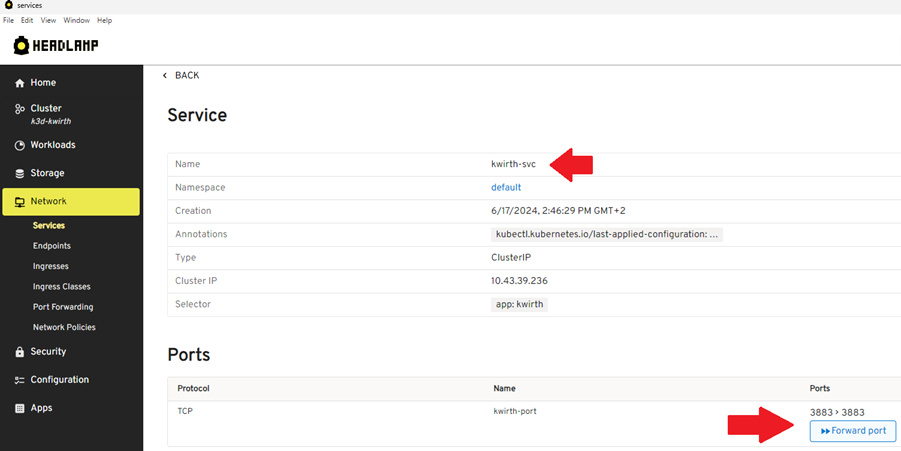 services
File Edit View Window Help
HEADLAMP
Home
Cluster
k3d-kwirth
Workloads
Storage
Network
Services
Endpoints
Ingresses
Ingress Classes
Port Forwarding
Network Policies
Security
Configuration
Apps
BACK
Service
Name kwirth-svc
Namespace default
Creation 6/17/2024, 2:46:29 PM GMT+2
Annotations kubectl.kubernetes.io/last-applied-configuration: …
Type ClusterIP
Cluster IP 10.43.39.236
Selector app: kwirth
Ports
Protocol Name Ports
TCP kwirth-port 3883 › 3883
Forward port